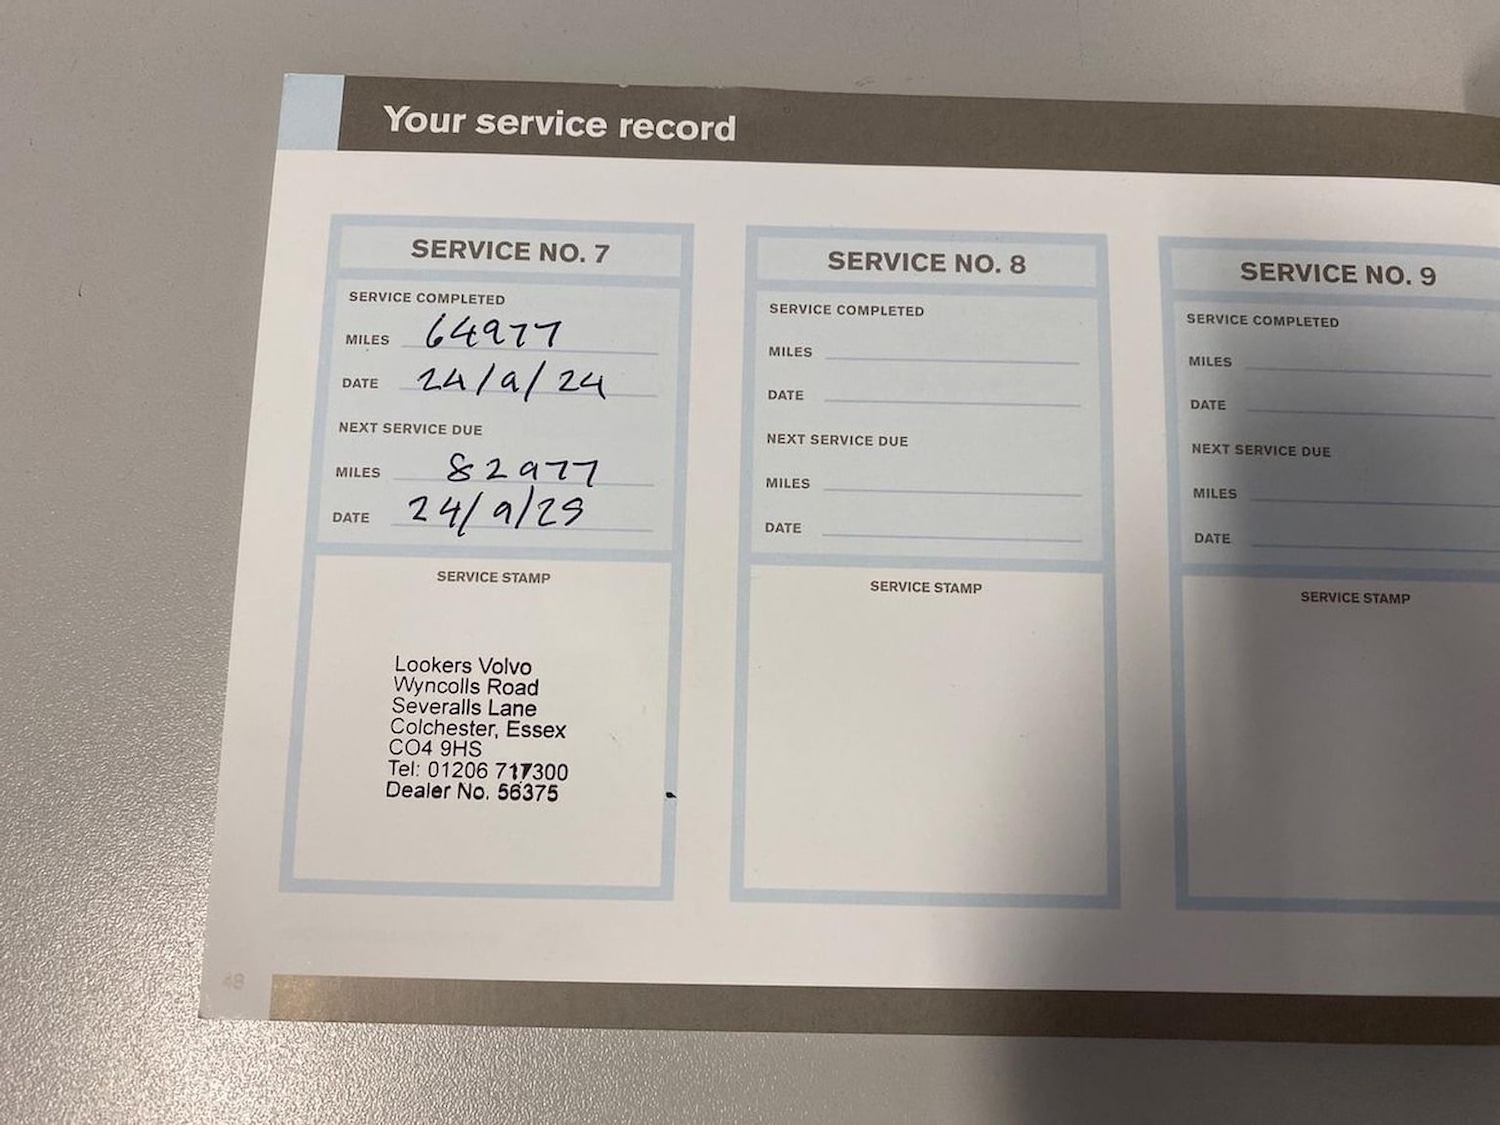 Your service record
SERVICE NO. 7
SERVICE COMPLETED
MILES 64977
DATE 24/9/24
NEXT SERVICE DUE
MILES 82977
DATE 24/9/25
SERVICE STAMP
Lookers Volvo
Wyncolls Road
Severalls Lane
Colchester, Essex
CO4 9HS
Tel: 01206 717300
Dealer No. 56375
SERVICE NO. 8
SERVICE COMPLETED
MILES
DATE
NEXT SERVICE DUE
MILES
DATE
SERVICE STAMP
SERVICE NO. 9
SERVICE COMPLETED
MILES
DATE
NEXT SERVICE DUE
MILES
DATE
SERVICE STAMP